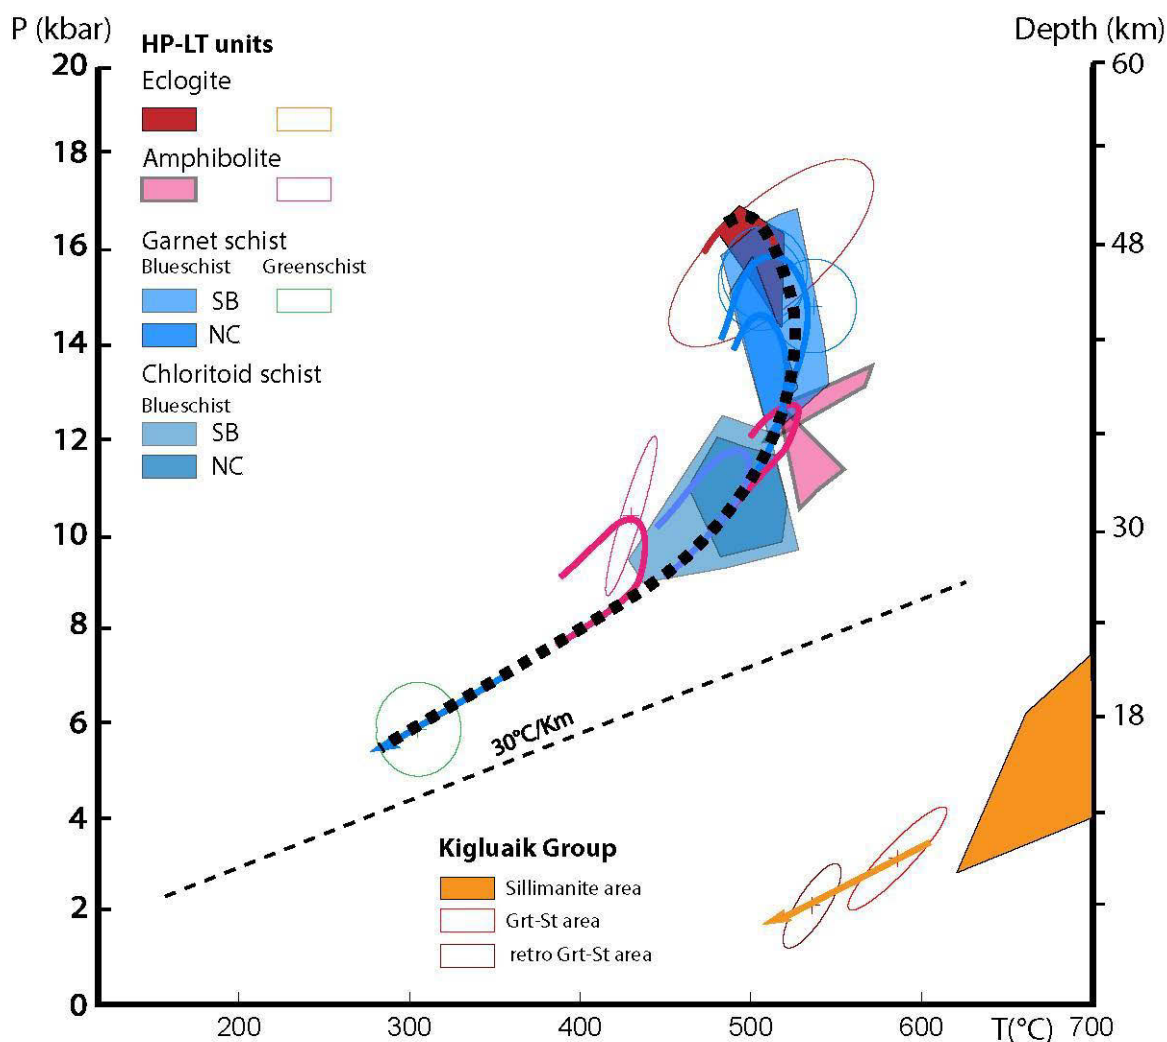 P (kbar)
Depth (km)
HP-LT units
Eclogite
Amphibolite
Garnet schist
Blueschist Greenschist
SB
NC
Chloritoid schist
Blueschist
SB
NC
20
18
16
14
12
10
8
6
4
2
0
60
48
30
18
30°C/Km
Kigluaik Group
Sillimanite area
Grt-St area
retro Grt-St area
200 300 400 500 600 T(°C) 700